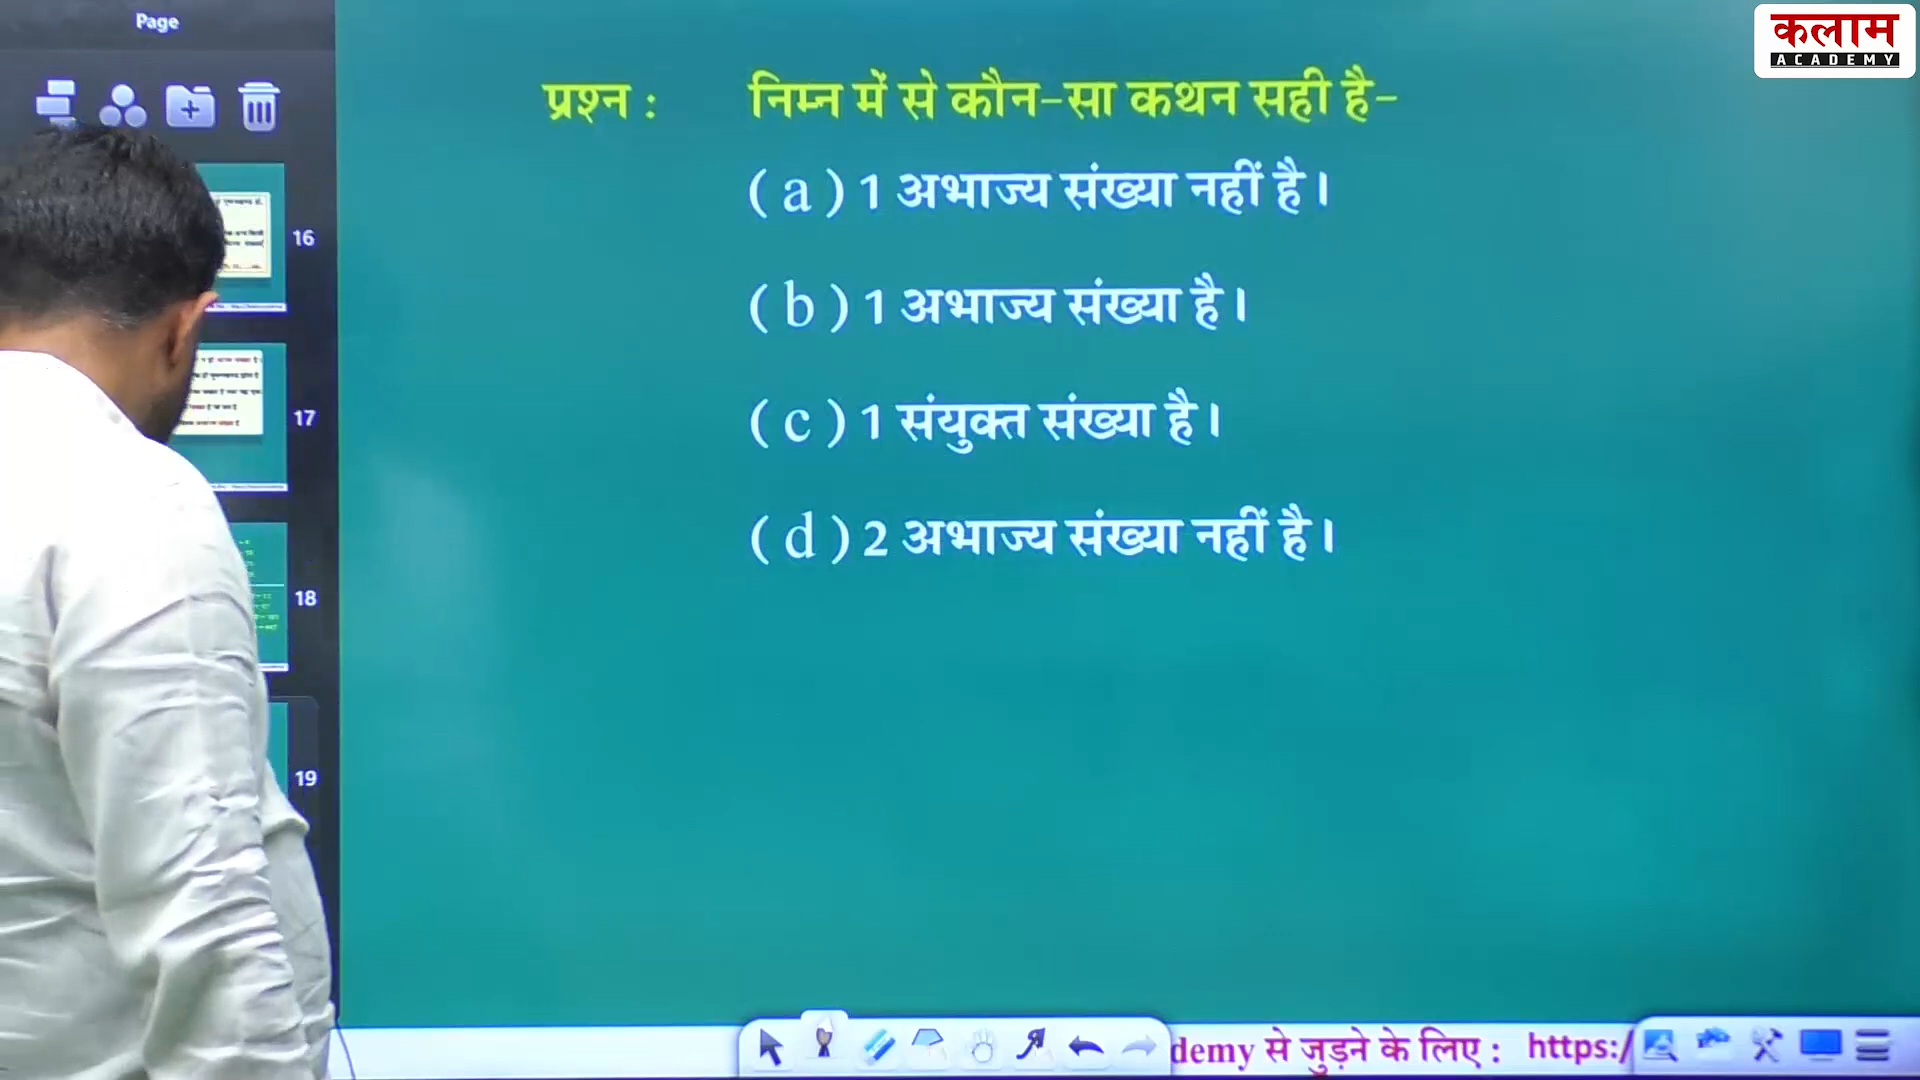 Page
कलाम
ACADEMY
प्रश्न : निम्न में से कौन-सा कथन सही है-
( a ) 1 अभाज्य संख्या नहीं है।
( b ) 1 अभाज्य संख्या है।
( c ) 1 संयुक्त संख्या है।
( d ) 2 अभाज्य संख्या नहीं है।
16
17
18
19
demy से जुड़ने के लिए : https:/